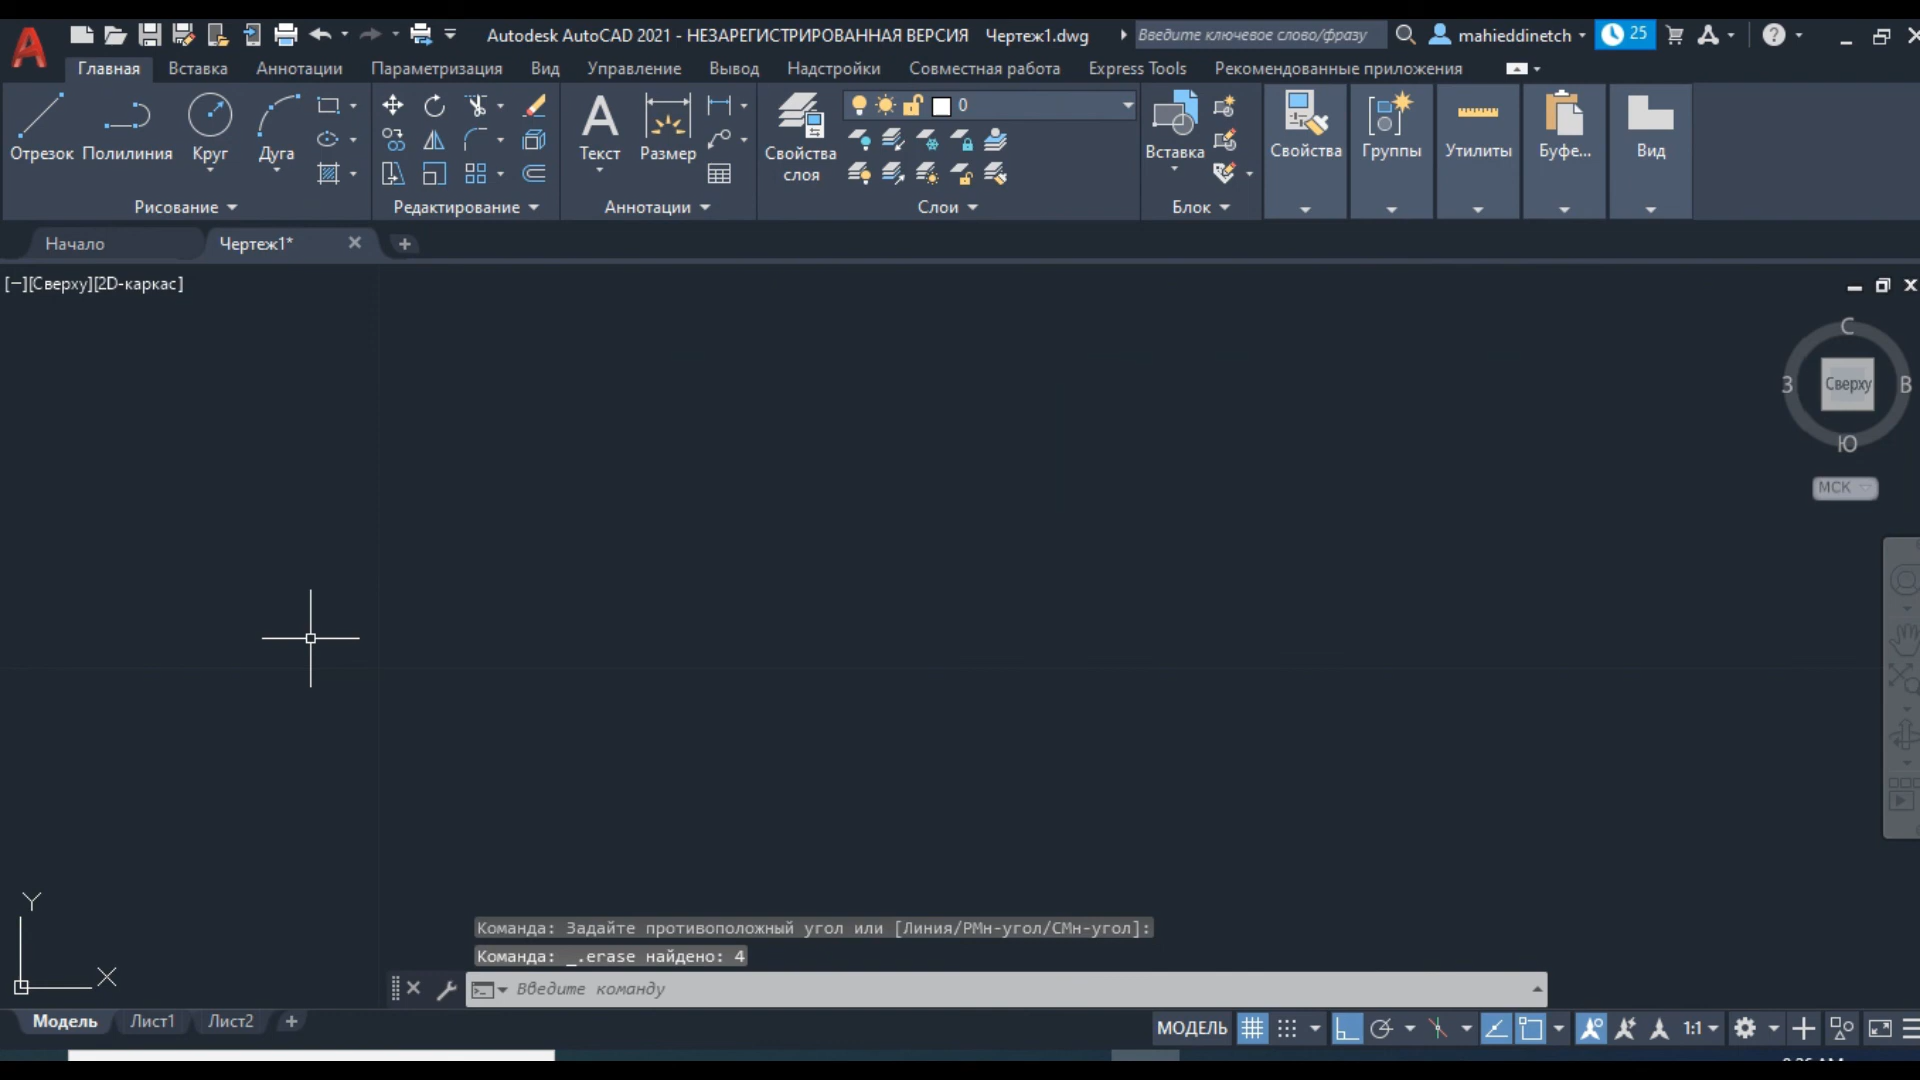 Autodesk AutoCAD 2021 - НЕЗАРЕГИСТРИРОВАННАЯ ВЕРСИЯ Чертеж1.dwg Введите ключевое слово/фразу mahieddinetch 25
Главная Вставка Аннотации Параметризация Вид Управление Вывод Надстройки Совместная работа Express Tools Рекомендованные приложения
0
Отрезок Полилиния Круг Дуга Текст Размер Свойства слоя Вставка Свойства Группы Утилиты Буфе... Вид
Рисование Редактирование Аннотации Слои Блок
Начало Чертеж1*
[−][Сверху][2D-каркас]
С
З Сверху В
Ю
МСК
Y
X
Команда: Задайте противоположный угол или [Линия/РМн-угол/СМн-угол]:
Команда: _.erase найдено: 4
Введите команду
Модель Лист1 Лист2
МОДЕЛЬ 1:1